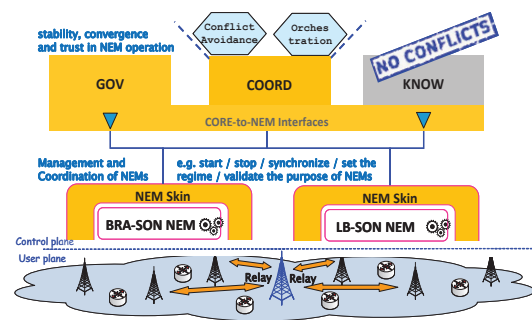 stability, convergence
and trust in NEM operation
Conflict
Avoidance
Orches
tration
NO CONFLICTS
GOV
COORD
KNOW
CORE-to-NEM Interfaces
Management and
Coordination of NEMs
e.g. start / stop / synchronize / set the
regime / validate the purpose of NEMs
NEM Skin
NEM Skin
BRA-SON NEM
LB-SON NEM
Control plane
User plane
Relay
Relay